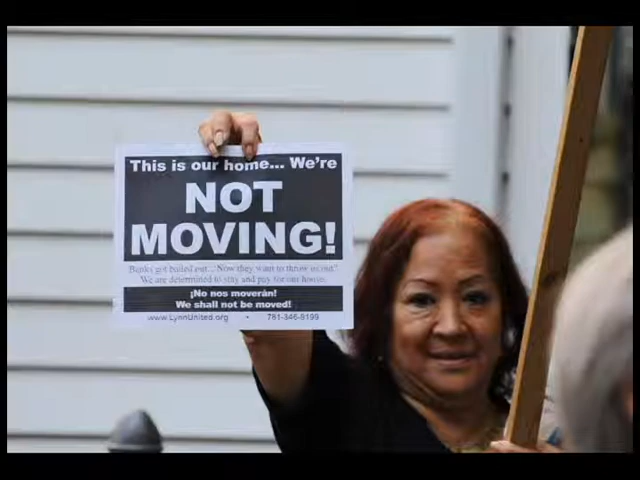 This is our home... We're
NOT
MOVING!
Banks got bailed out... Now they want to throw us out?
We are determined to stay and pay for our homes.
¡No nos moverán!
We shall not be moved!
www.LynnUnited.org • 781-346-9199